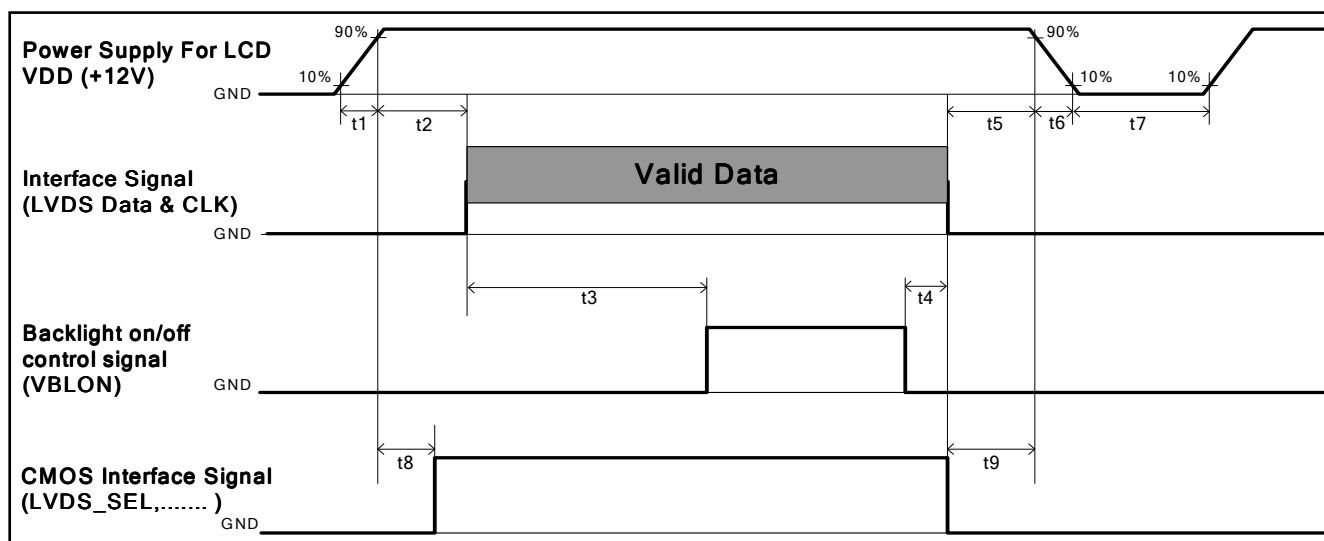 Power Supply For LCD
VDD (+12V)
90%
90%
10%
10%
10%
GND
t1
t2
t5
t6
t7
Interface Signal
(LVDS Data & CLK)
Valid Data
GND
t3
t4
Backlight on/off
control signal
(VBLON)
GND
t8
t9
CMOS Interface Signal
(LVDS_SEL,....... )
GND